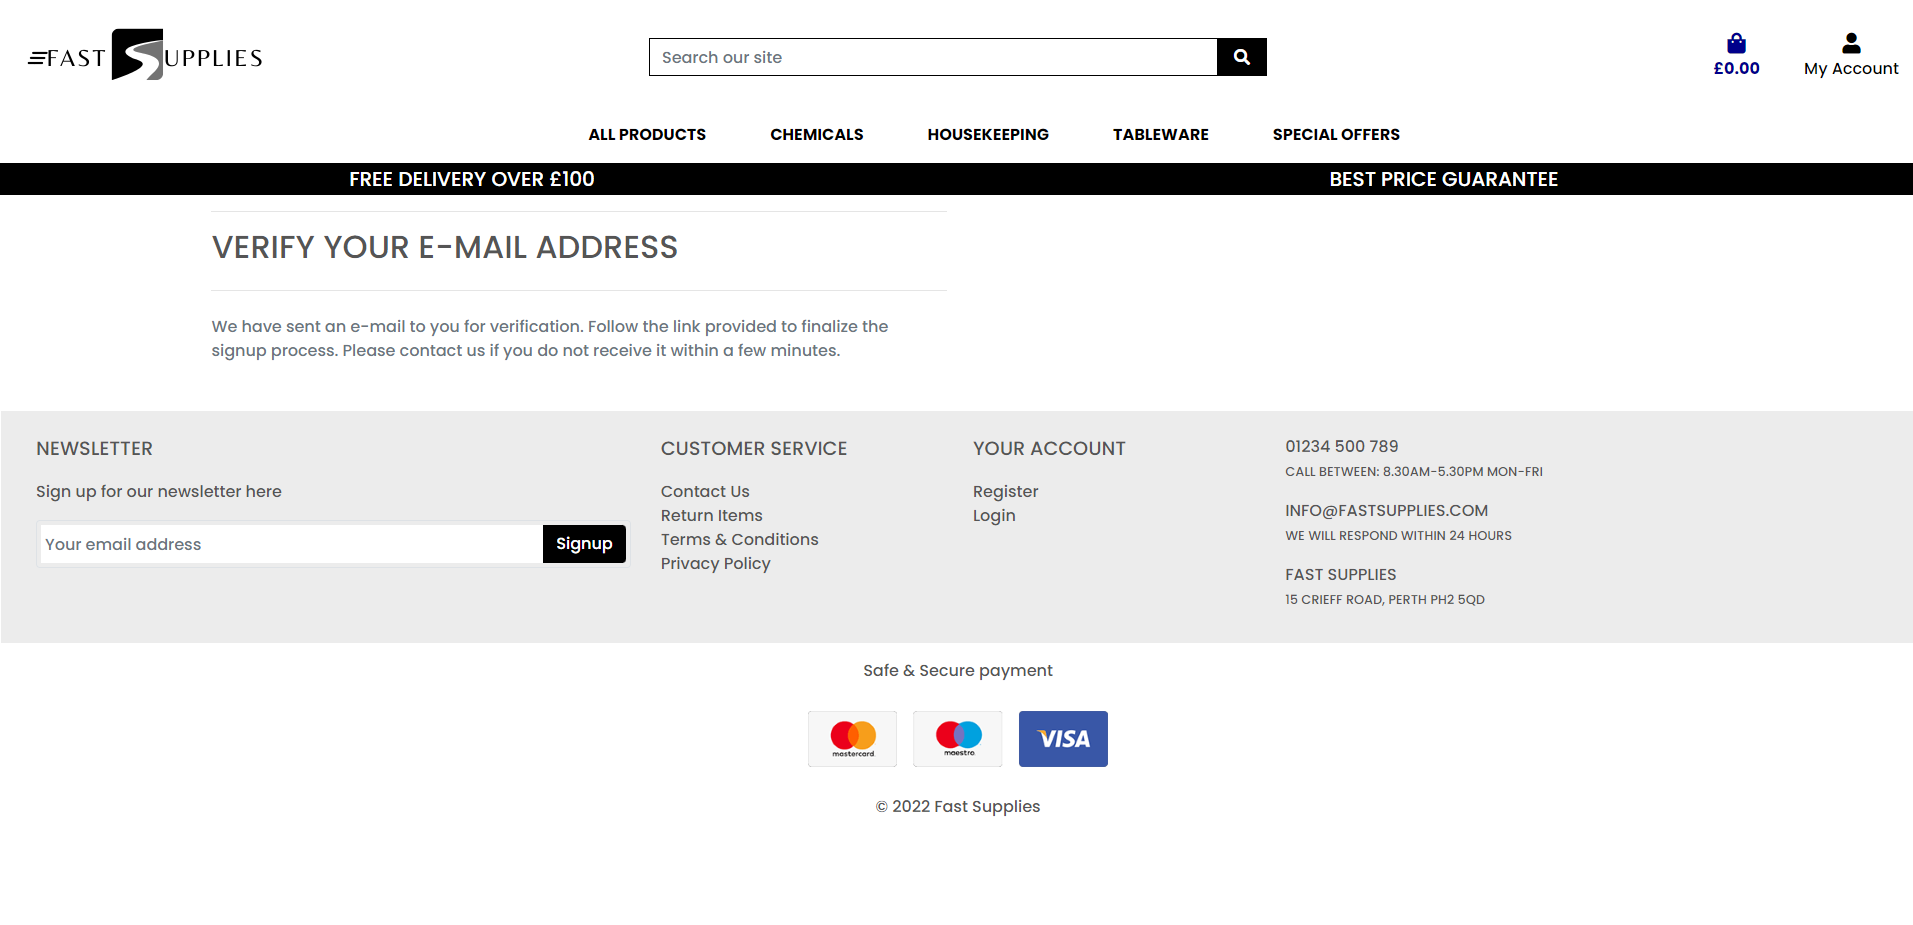 FAST SUPPLIES
Search our site
£0.00
My Account
ALL PRODUCTS
CHEMICALS
HOUSEKEEPING
TABLEWARE
SPECIAL OFFERS
FREE DELIVERY OVER £100
BEST PRICE GUARANTEE
VERIFY YOUR E-MAIL ADDRESS
We have sent an e-mail to you for verification. Follow the link provided to finalize the
signup process. Please contact us if you do not receive it within a few minutes.
NEWSLETTER
Sign up for our newsletter here
Your email address
Signup
CUSTOMER SERVICE
Contact Us
Return Items
Terms & Conditions
Privacy Policy
YOUR ACCOUNT
Register
Login
01234 500 789
CALL BETWEEN: 8.30AM-5.30PM MON-FRI
INFO@FASTSUPPLIES.COM
WE WILL RESPOND WITHIN 24 HOURS
FAST SUPPLIES
15 CRIEFF ROAD, PERTH PH2 5QD
Safe & Secure payment
mastercard.
maestro.
VISA
© 2022 Fast Supplies